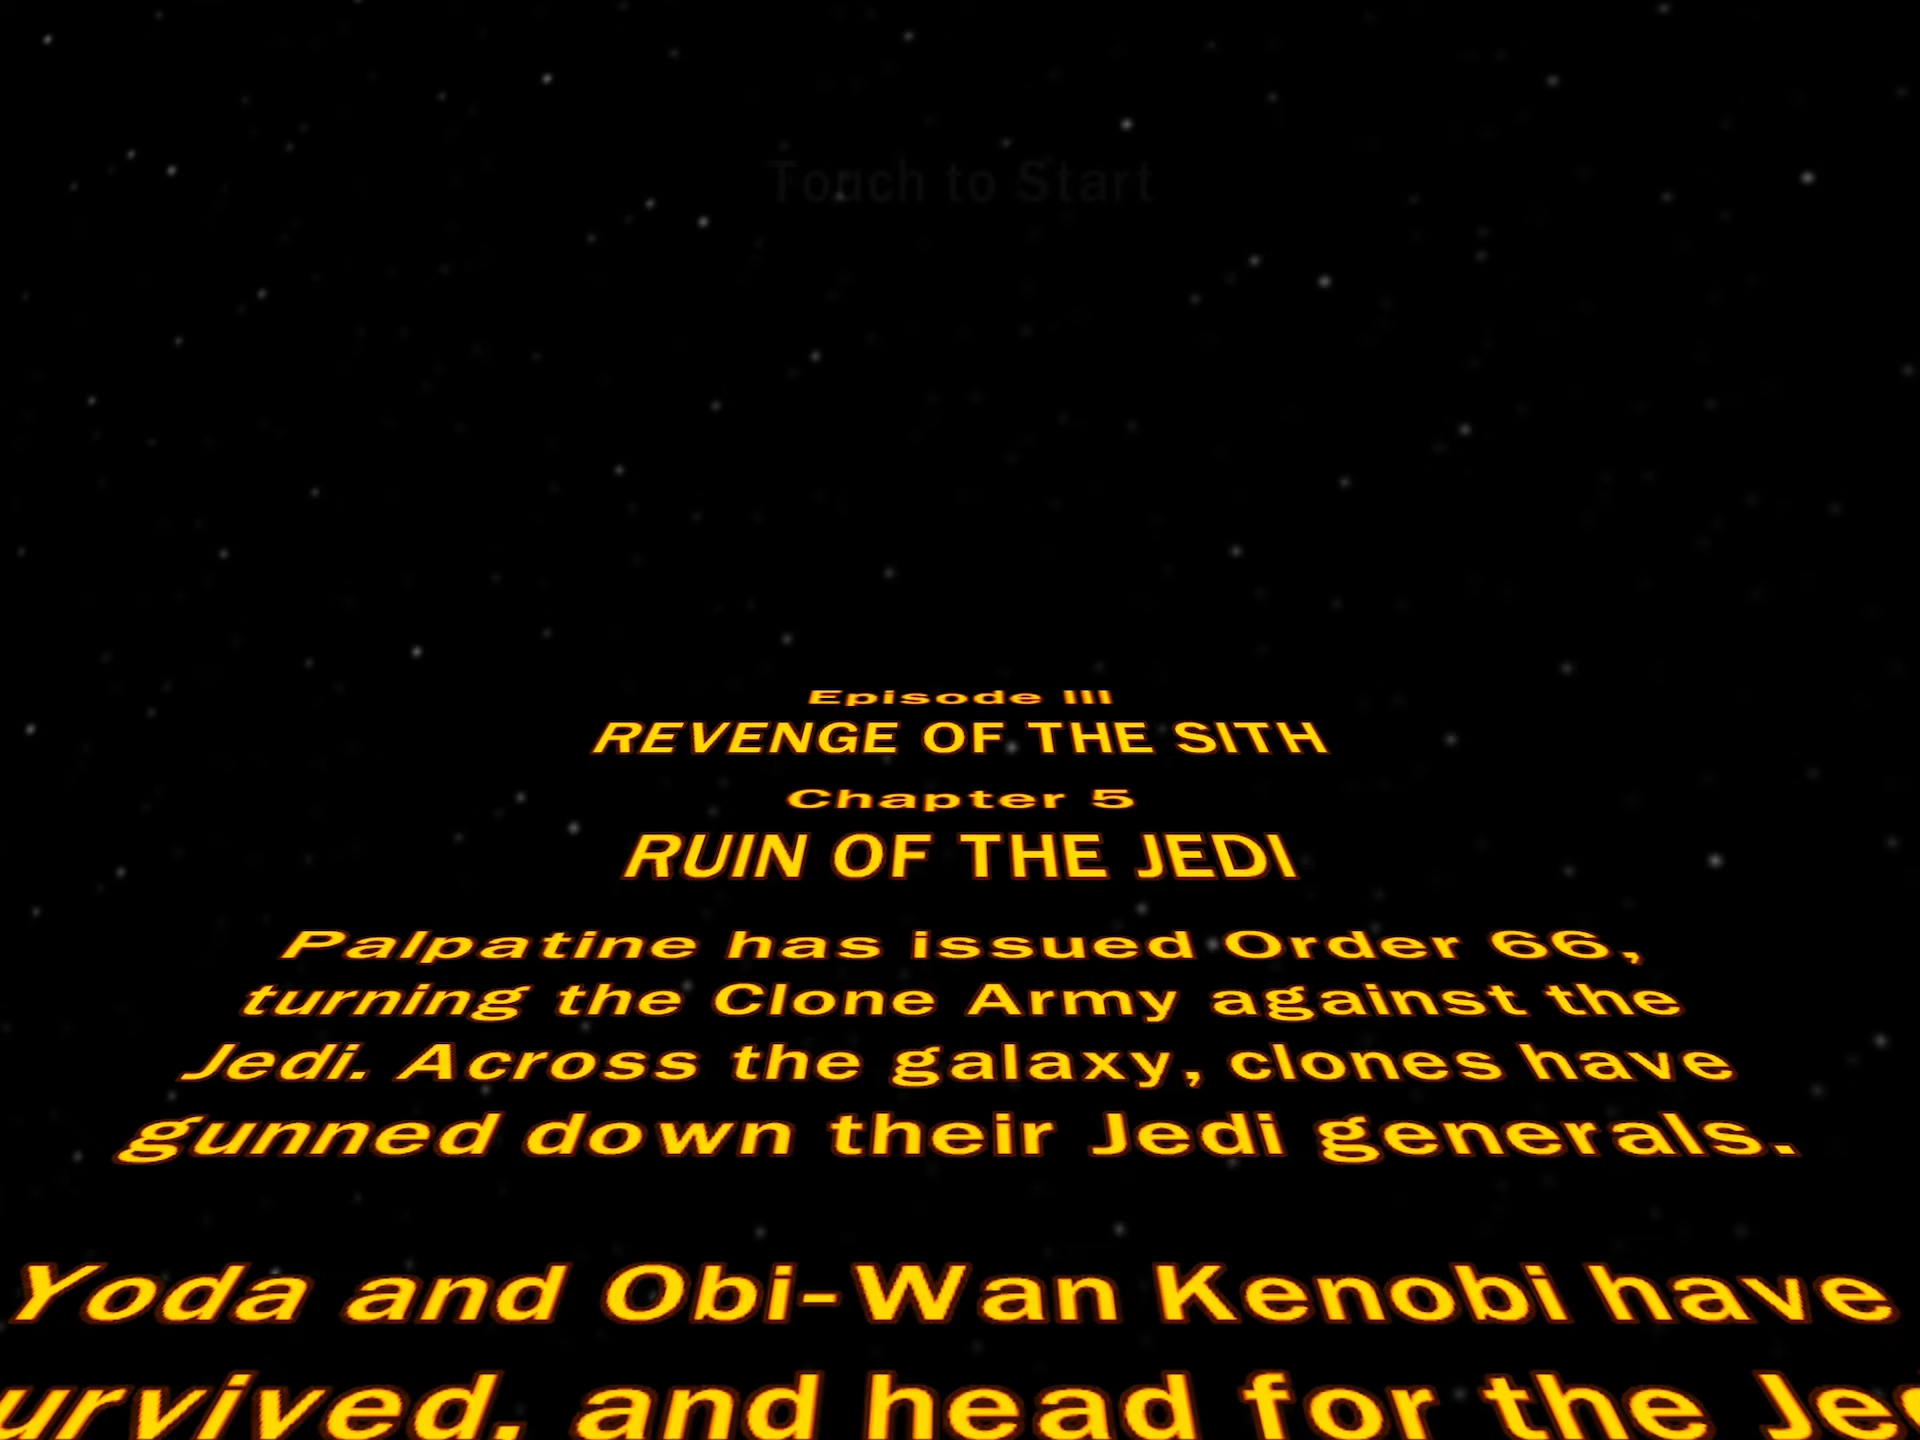 Touch to Start
Episode III
REVENGE OF THE SITH
Chapter 5
RUIN OF THE JEDI
Palpatine has issued Order 66,
turning the Clone Army against the
Jedi. Across the galaxy, clones have
gunned down their Jedi generals.
Yoda and Obi-Wan Kenobi have
urvived, and head for the Jed